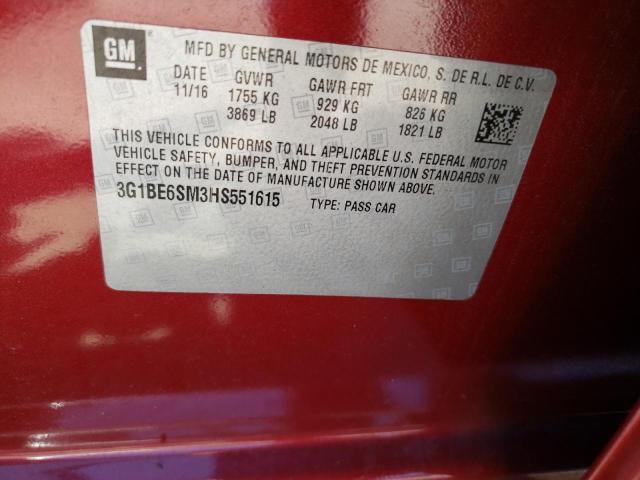 GM
MFD BY GENERAL MOTORS DE MEXICO, S. DE R.L. DE C.V.
DATE GVWR GAWR FRT GAWR RR
11/16 1755 KG 929 KG 826 KG
3869 LB 2048 LB 1821 LB
THIS VEHICLE CONFORMS TO ALL APPLICABLE U.S. FEDERAL MOTOR
VEHICLE SAFETY, BUMPER, AND THEFT PREVENTION STANDARDS IN
EFFECT ON THE DATE OF MANUFACTURE SHOWN ABOVE.
3G1BE6SM3HS551615 TYPE: PASS CAR